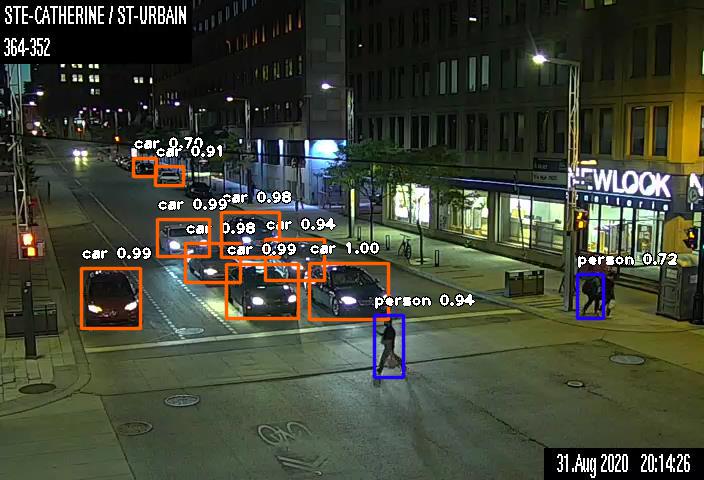 STE-CATHERINE / ST-URBAIN
364-352
car 0.70
car 0.91
car 0.99
car 0.98
car 0.98
car 0.94
car 0.99
car 0.99
car 1.00
person 0.72
person 0.94
NEWLOOK
31.Aug 2020 20:14:26